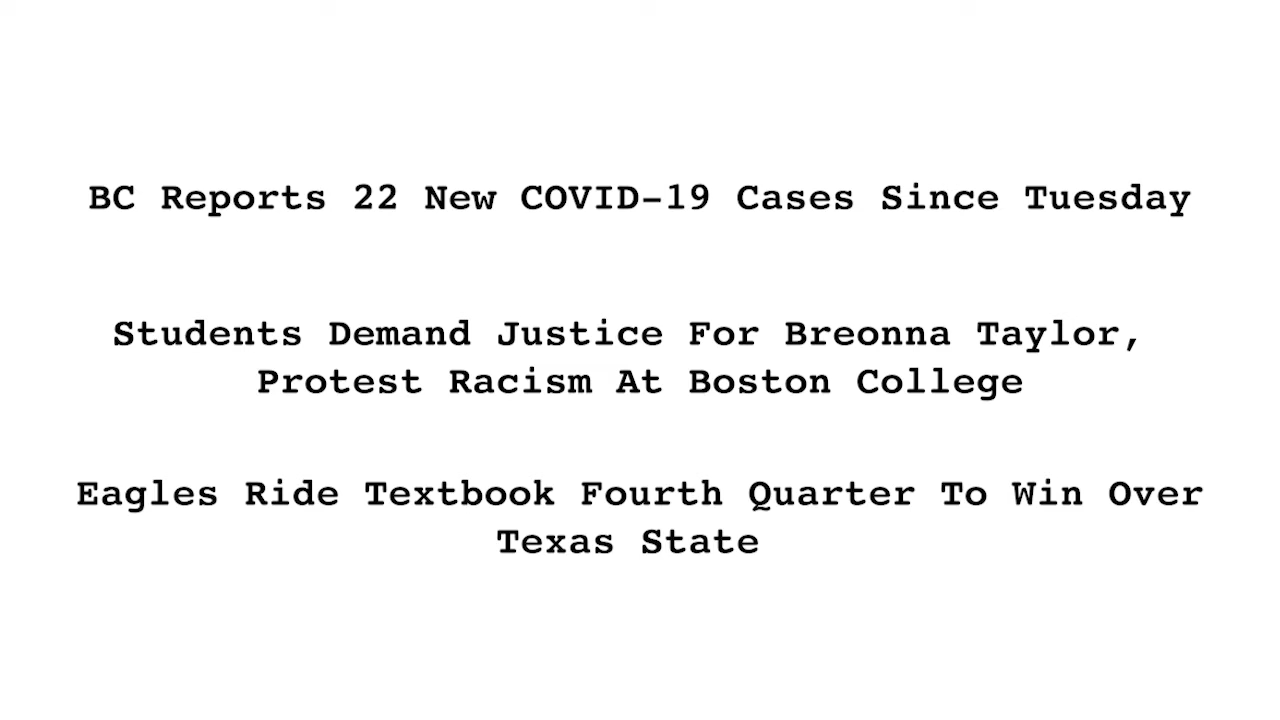 BC Reports 22 New COVID-19 Cases Since Tuesday
Students Demand Justice For Breonna Taylor,
Protest Racism At Boston College
Eagles Ride Textbook Fourth Quarter To Win Over
Texas State